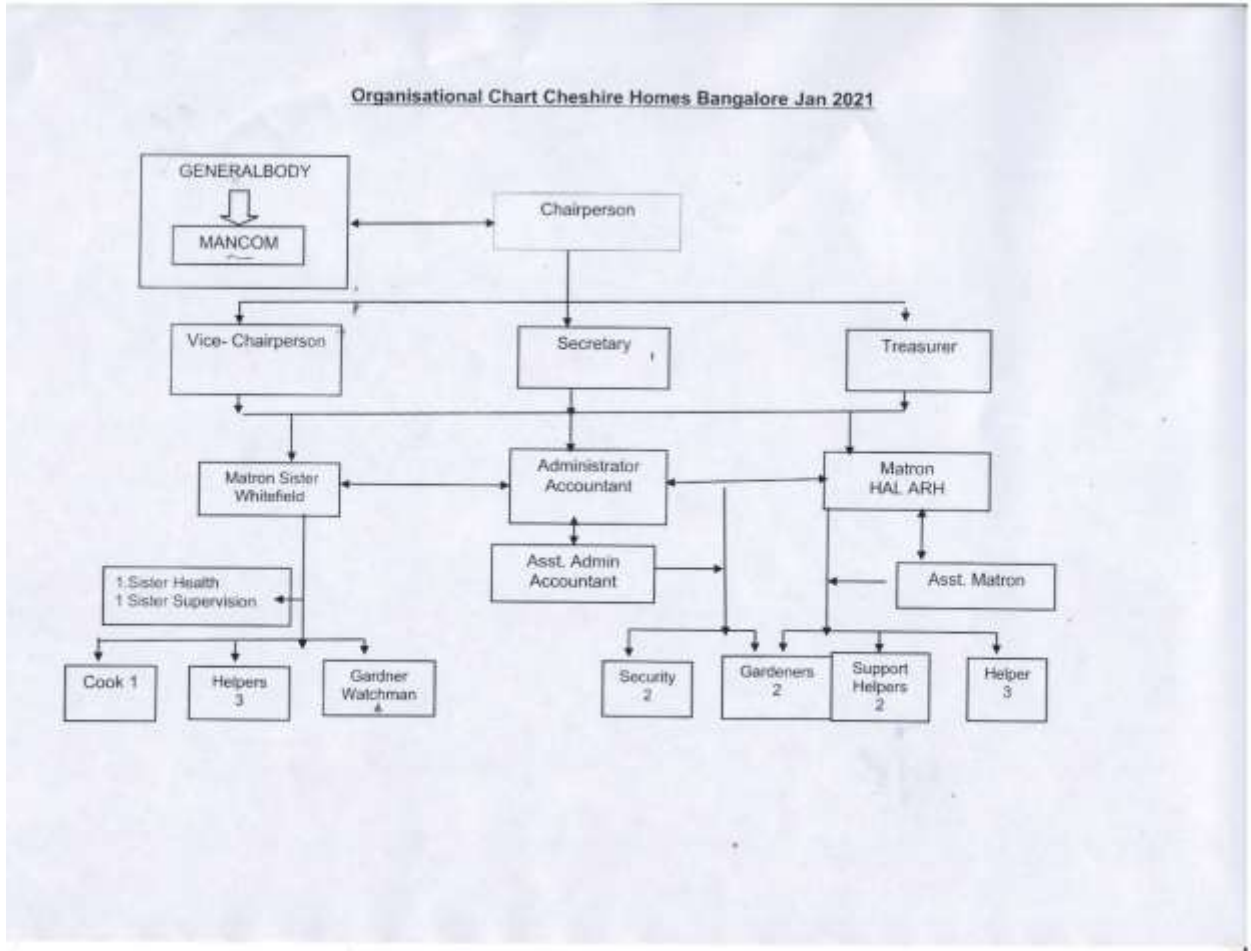 Organisational Chart Cheshire Homes Bangalore Jan 2021
GENERALBODY
MANCOM
Chairperson
Vice- Chairperson
Secretary
Treasurer
Matron Sister
Whitefield
Administrator
Accountant
Matron
HAL ARH
Asst. Admin
Accountant
1 Sister Health
1 Sister Supervision
Asst. Matron
Cook 1
Helpers
3
Gardner
Watchman
Security
2
Gardeners
2
Support
Helpers
2
Helper
3